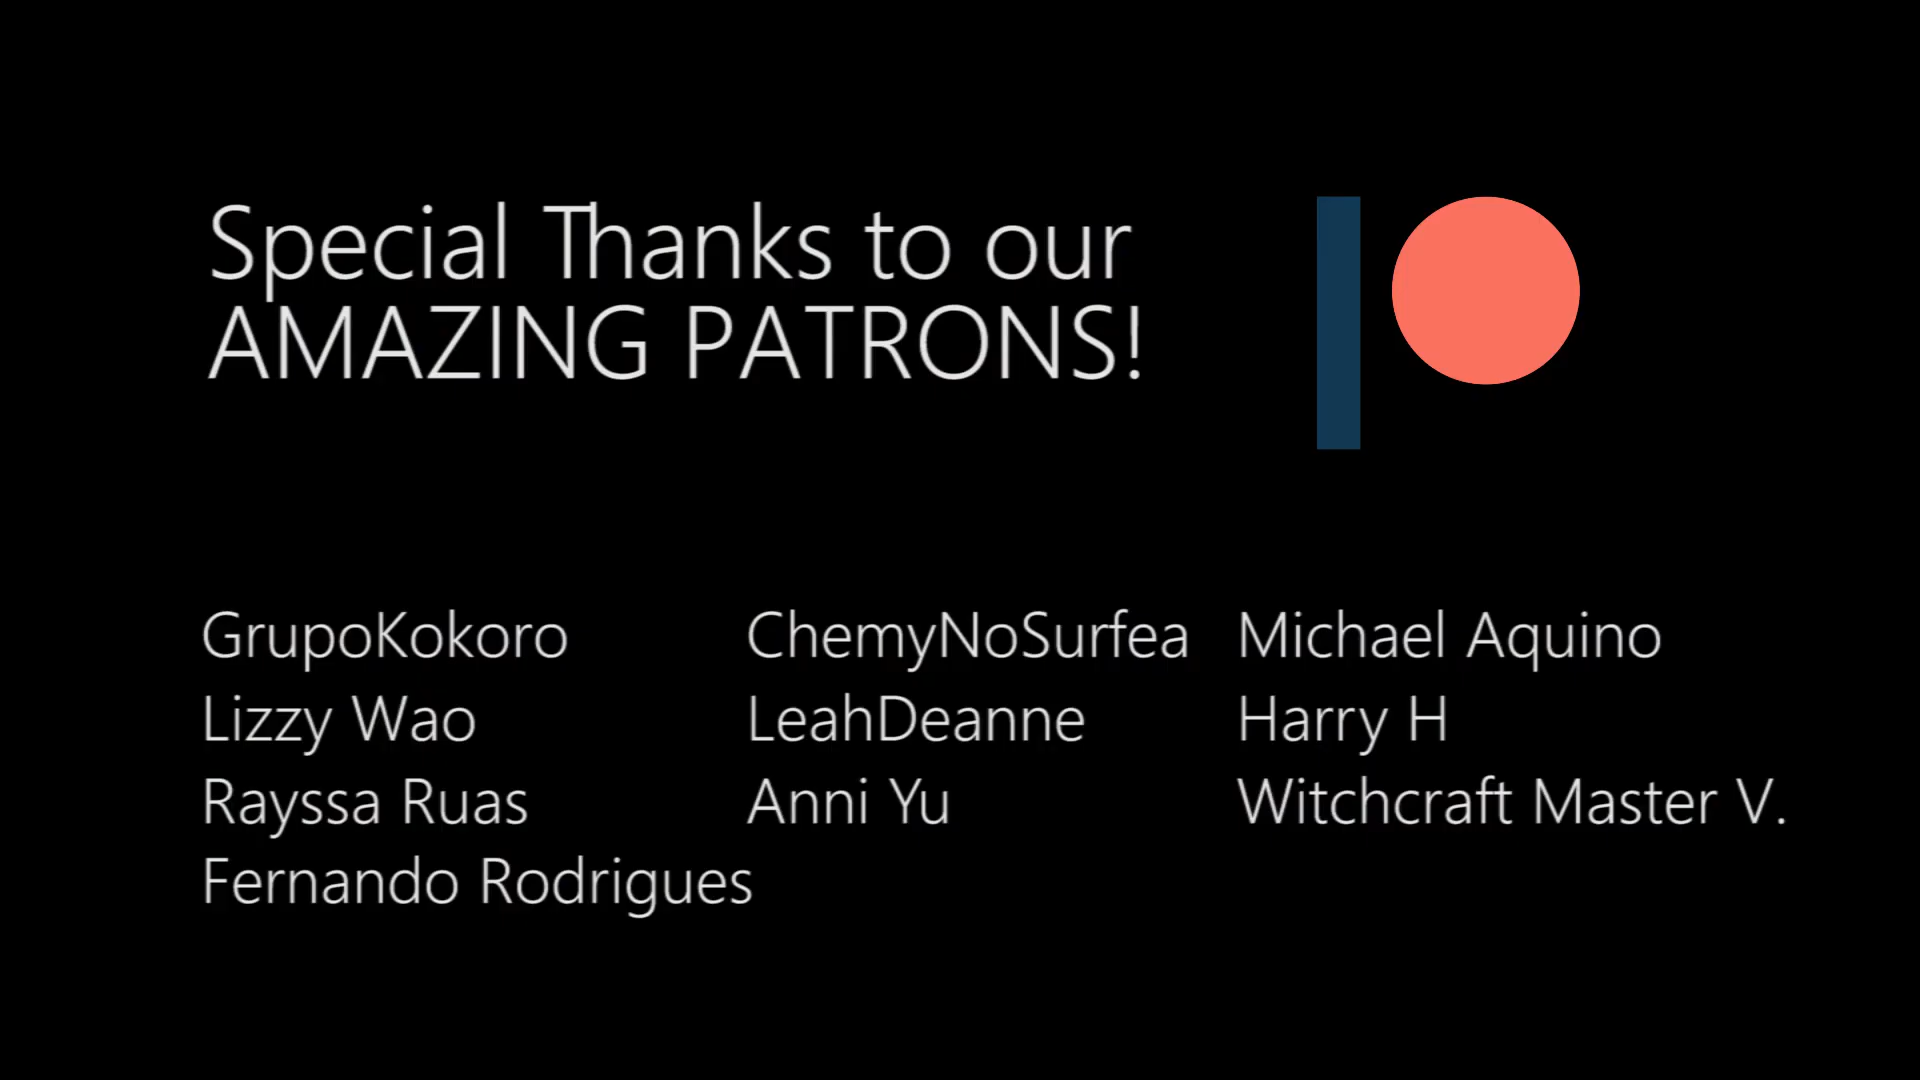 Special Thanks to our
AMAZING PATRONS!
GrupoKokoro
Lizzy Wao
Rayssa Ruas
Fernando Rodrigues
ChemyNoSurfea
LeahDeanne
Anni Yu
Michael Aquino
Harry H
Witchcraft Master V.